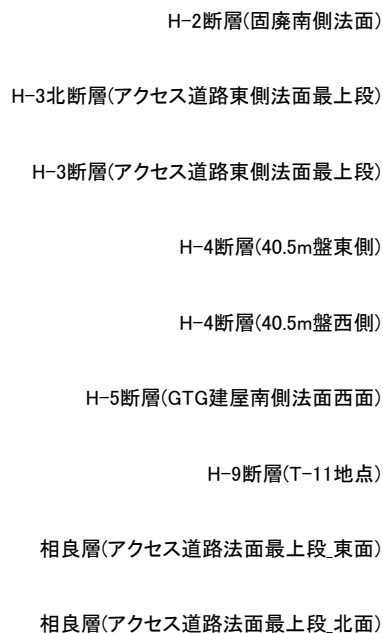 H-2断層(固廃南側法面)
H-3北断層(アクセス道路東側法面最上段)
H-3断層(アクセス道路東側法面最上段)
H-4断層(40.5m盤東側)
H-4断層(40.5m盤西側)
H-5断層(GTG建屋南側法面西面)
H-9断層(T-11地点)
相良層(アクセス道路法面最上段_東面)
相良層(アクセス道路法面最上段_北面)